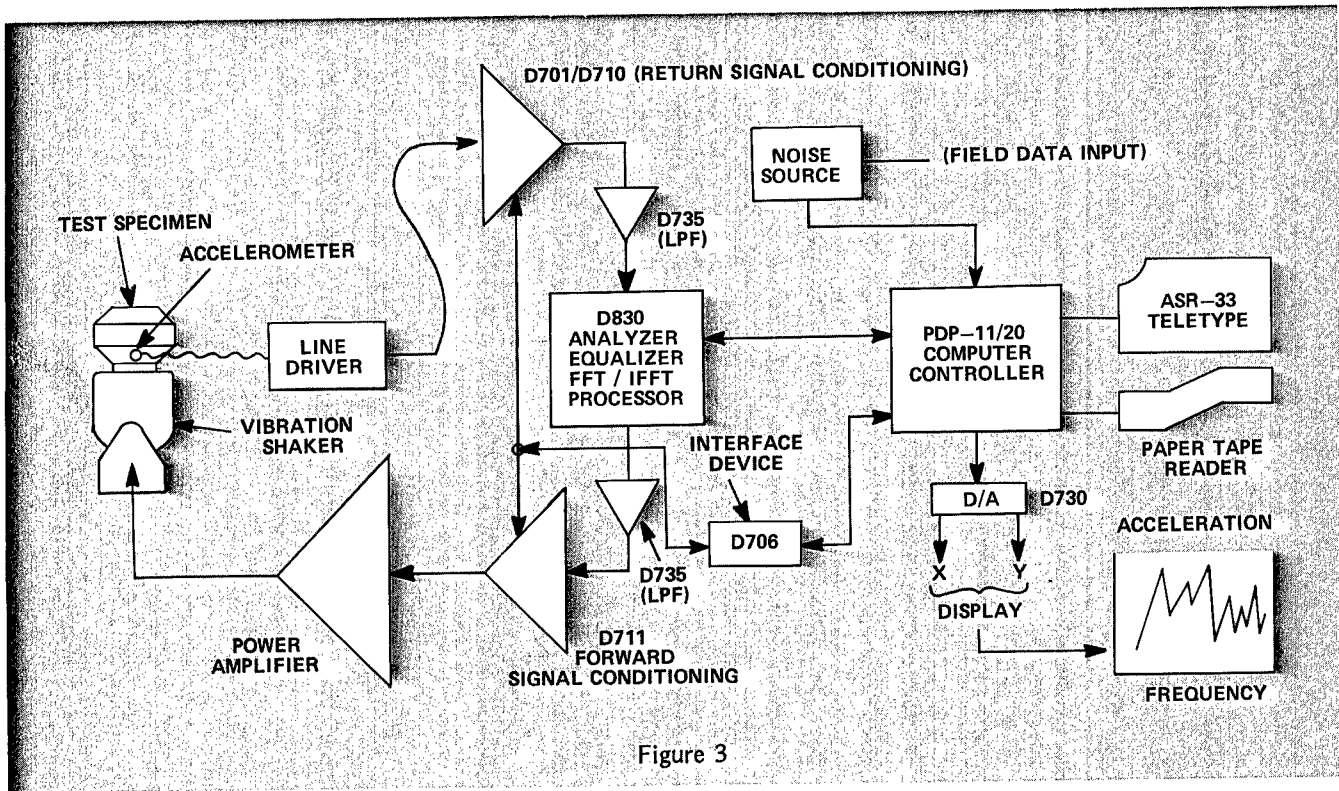 D701/D710 (RETURN SIGNAL CONDITIONING)
NOISE
SOURCE
(FIELD DATA INPUT)
TEST SPECIMEN
ACCELEROMETER
D735
(LPF)
LINE
DRIVER
D830
ANALYZER
EQUALIZER
FFT / IFFT
PROCESSOR
PDP–11/20
COMPUTER
CONTROLLER
ASR–33
TELETYPE
VIBRATION
SHAKER
INTERFACE
DEVICE
PAPER TAPE
READER
D/A
D730
D706
ACCELERATION
D735
(LPF)
X
Y
DISPLAY
POWER
AMPLIFIER
D711
FORWARD
SIGNAL CONDITIONING
FREQUENCY
Figure 3